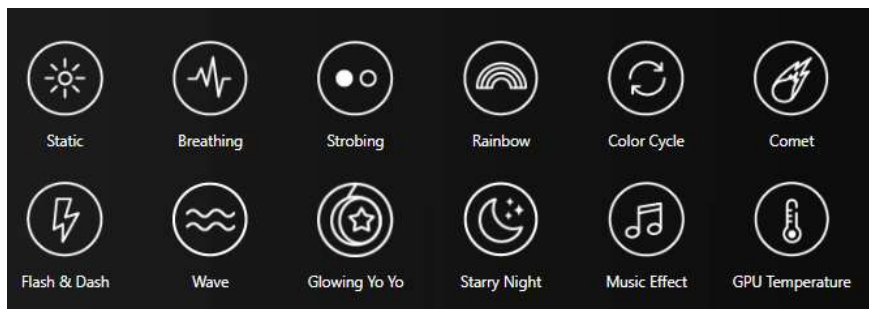 Static Breathing Strobing Rainbow Color Cycle Comet
Flash & Dash Wave Glowing Yo Yo Starry Night Music Effect GPU Temperature